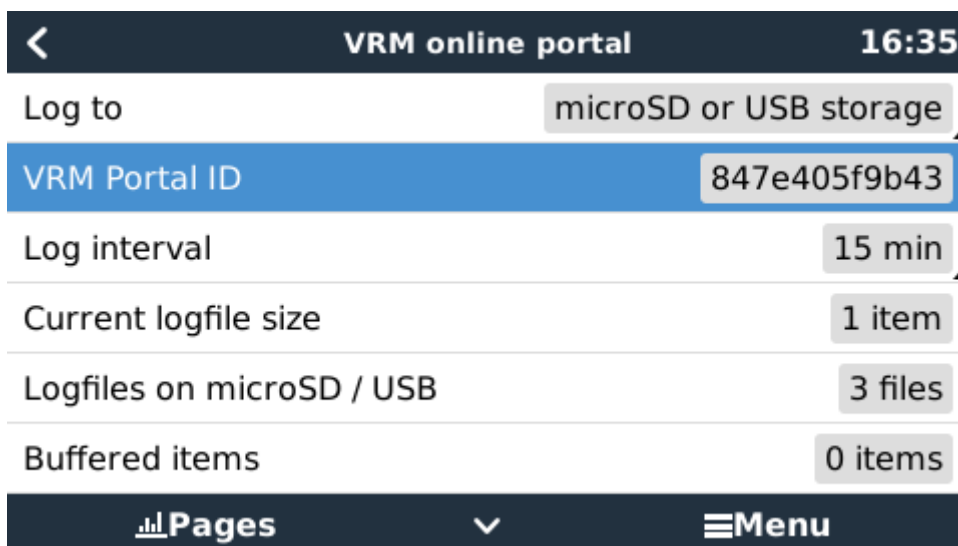 VRM online portal 16:35
Log to microSD or USB storage
VRM Portal ID 847e405f9b43
Log interval 15 min
Current logfile size 1 item
Logfiles on microSD / USB 3 files
Buffered items 0 items
Pages Menu